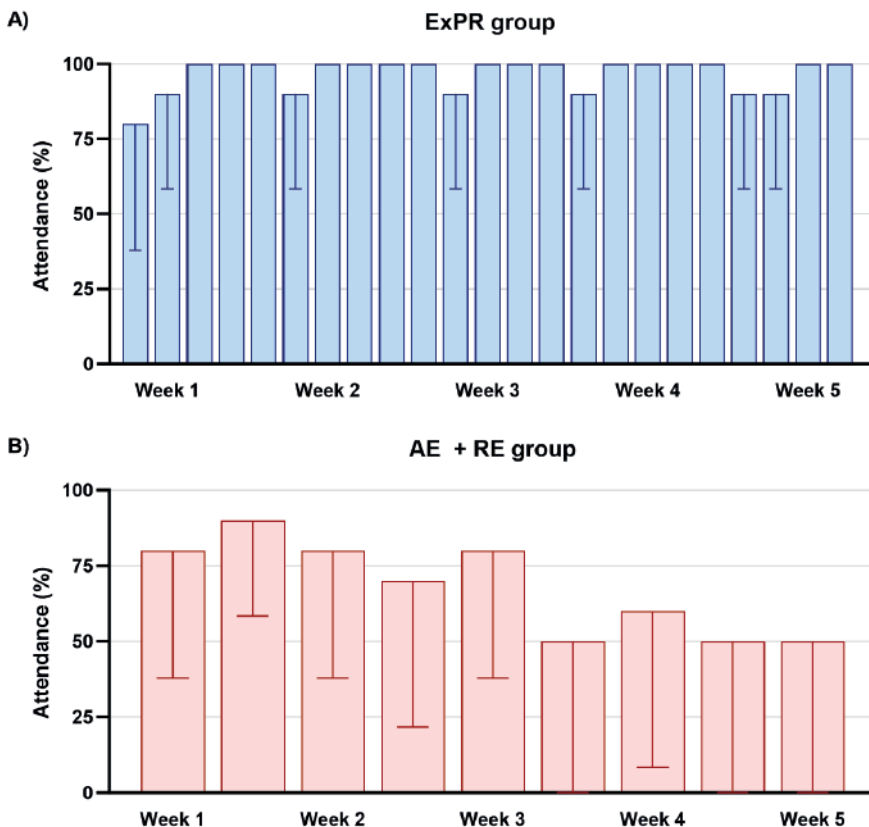 A)
ExPR group
100
75
50
25
0
Attendance (%)
Week 1 Week 2 Week 3 Week 4 Week 5
B)
AE + RE group
100
75
50
25
0
Attendance (%)
Week 1 Week 2 Week 3 Week 4 Week 5